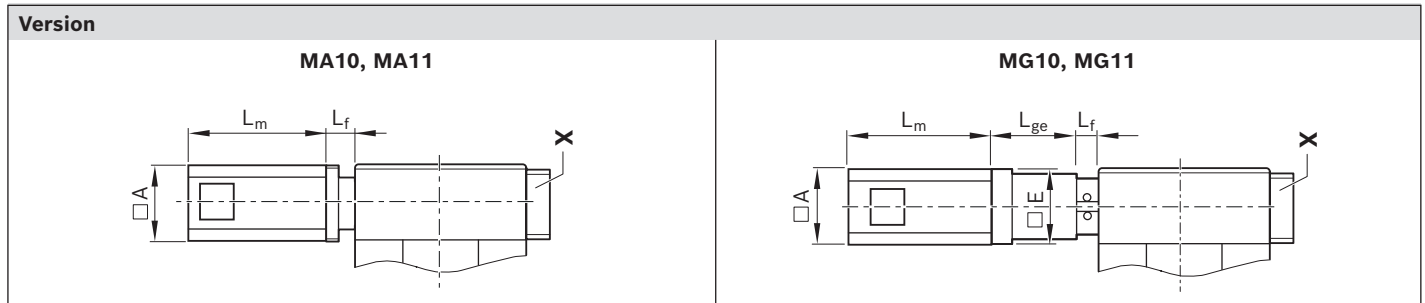 Version
MA10, MA11
Lm
Lf
X
□ A
MG10, MG11
Lm
Lge
Lf
X
□ A
□ E